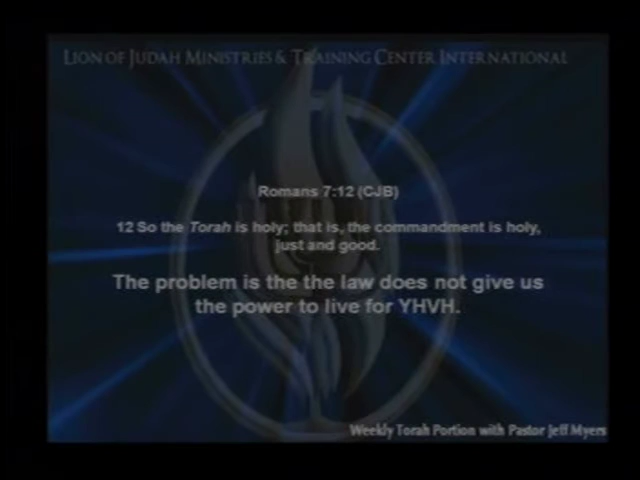 Lion of Judah Ministries & Training Center International
Romans 7:12 (CJB)
12 So the Torah is holy; that is, the commandment is holy,
just and good.
The problem is the the law does not give us
the power to live for YHVH.
Weekly Torah Portion with Pastor Jeff Myers